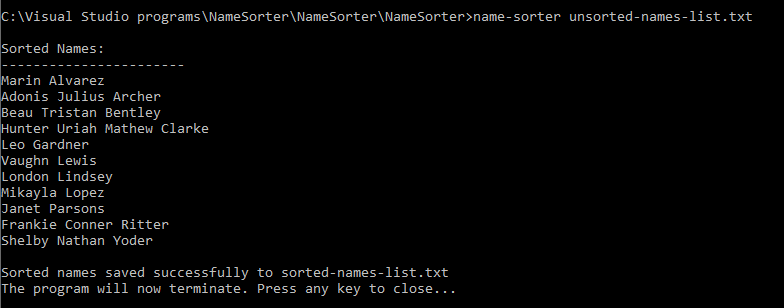 C:\Visual Studio programs\NameSorter\NameSorter\NameSorter>name-sorter unsorted-names-list.txt
Sorted Names:
-----------------------
Marin Alvarez
Adonis Julius Archer
Beau Tristan Bentley
Hunter Uriah Mathew Clarke
Leo Gardner
Vaughn Lewis
London Lindsey
Mikayla Lopez
Janet Parsons
Frankie Conner Ritter
Shelby Nathan Yoder
Sorted names saved successfully to sorted-names-list.txt
The program will now terminate. Press any key to close...